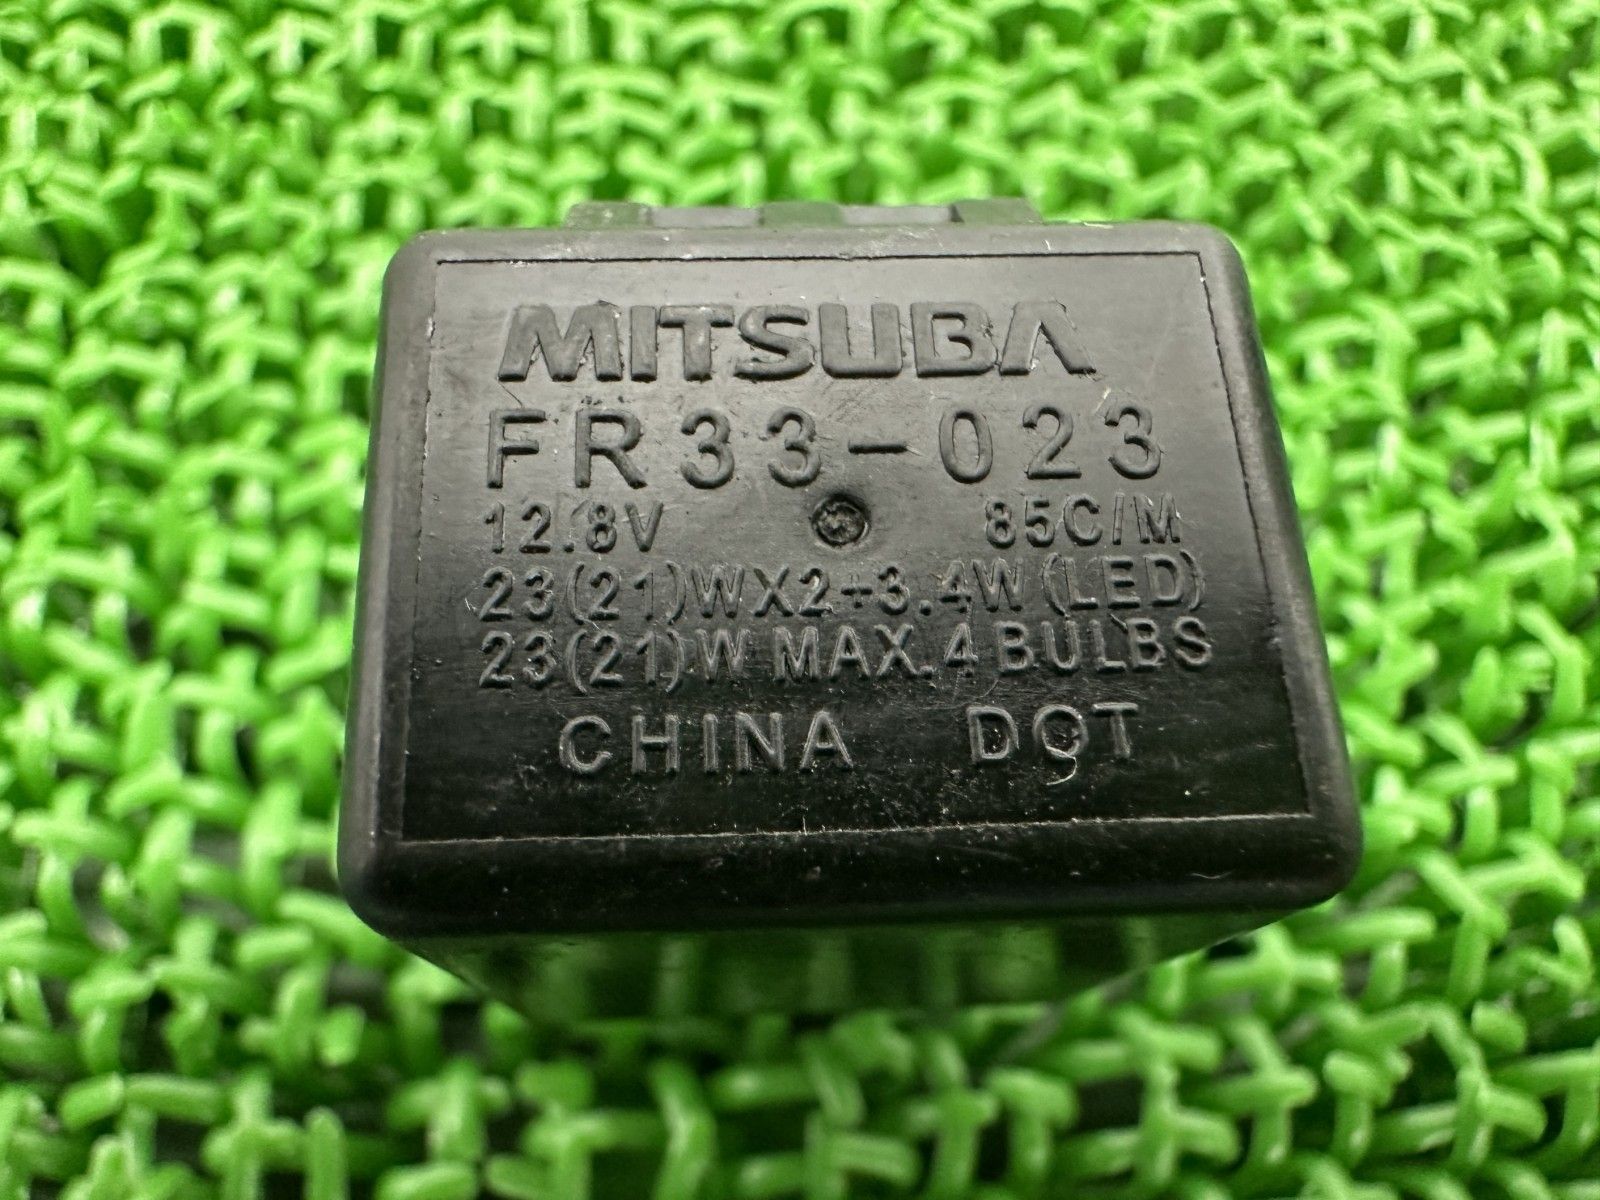 MITSUBA
FR33-023
12.8V 85C/M
23(21)WX2+3.4W(LED)
23(21)W MAX.4 BULBS
CHINA DOT